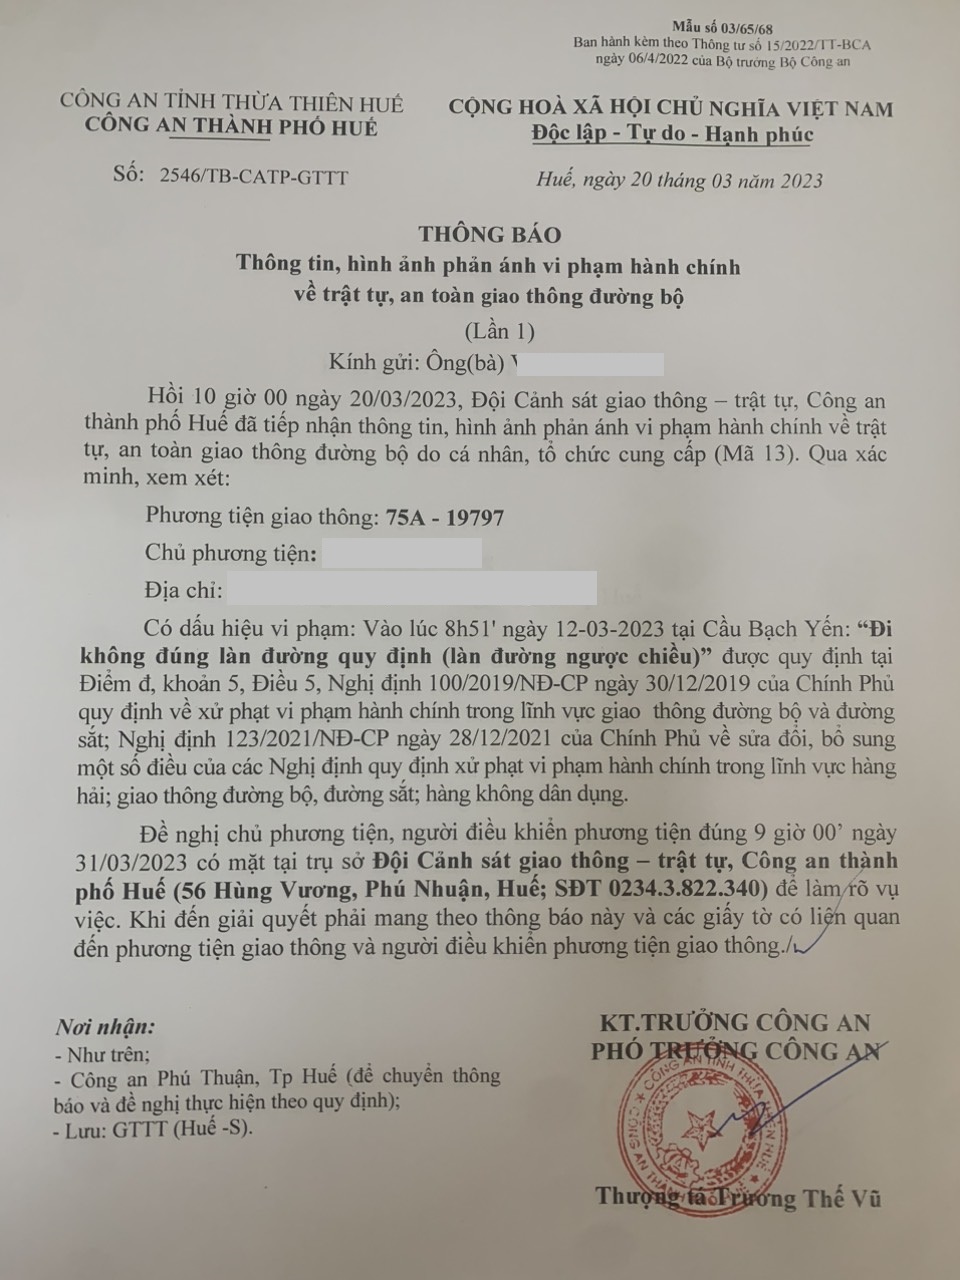 Mẫu số 03/65/68
Ban hành kèm theo Thông tư số 15/2022/TT-BCA
ngày 06/4/2022 của Bộ trưởng Bộ Công an
CÔNG AN TỈNH THỪA THIÊN HUẾ
CÔNG AN THÀNH PHỐ HUẾ
Số: 2546/TB-CATP-GTTT
CỘNG HOÀ XÃ HỘI CHỦ NGHĨA VIỆT NAM
Độc lập - Tự do - Hạnh phúc
Huế, ngày 20 tháng 03 năm 2023
THÔNG BÁO
Thông tin, hình ảnh phản ánh vi phạm hành chính
về trật tự, an toàn giao thông đường bộ
(Lần 1)
Kính gửi: Ông(bà)
Hồi 10 giờ 00 ngày 20/03/2023, Đội Cảnh sát giao thông – trật tự, Công an
thành phố Huế đã tiếp nhận thông tin, hình ảnh phản ánh vi phạm hành chính về trật
tự, an toàn giao thông đường bộ do cá nhân, tổ chức cung cấp (Mã 13). Qua xác
minh, xem xét:
Phương tiện giao thông: 75A - 19797
Chủ phương tiện:
Địa chỉ:
Có dấu hiệu vi phạm: Vào lúc 8h51' ngày 12-03-2023 tại Cầu Bạch Yến: “Đi
không đúng làn đường quy định (làn đường ngược chiều)” được quy định tại
Điểm đ, khoản 5, Điều 5, Nghị định 100/2019/NĐ-CP ngày 30/12/2019 của Chính Phủ
quy định về xử phạt vi phạm hành chính trong lĩnh vực giao thông đường bộ và đường
sắt; Nghị định 123/2021/NĐ-CP ngày 28/12/2021 của Chính Phủ về sửa đổi, bổ sung
một số điều của các Nghị định quy định xử phạt vi phạm hành chính trong lĩnh vực hàng
hải; giao thông đường bộ, đường sắt; hàng không dân dụng.
Đề nghị chủ phương tiện, người điều khiển phương tiện đúng 9 giờ 00’ ngày
31/03/2023 có mặt tại trụ sở Đội Cảnh sát giao thông – trật tự, Công an thành
phố Huế (56 Hùng Vương, Phú Nhuận, Huế; SĐT 0234.3.822.340) để làm rõ vụ
việc. Khi đến giải quyết phải mang theo thông báo này và các giấy tờ có liên quan
đến phương tiện giao thông và người điều khiển phương tiện giao thông./.
Nơi nhận:
- Như trên;
- Công an Phú Thuận, Tp Huế (để chuyển thông
báo và đề nghị thực hiện theo quy định);
- Lưu: GTTT (Huế -S).
KT.TRƯỞNG CÔNG AN
PHÓ TRƯỞNG CÔNG AN
CÔNG AN TỈNH THỪA THIÊN HUẾ
CÔNG AN THÀNH PHỐ HUẾ
Thượng tá Trương Thế Vũ